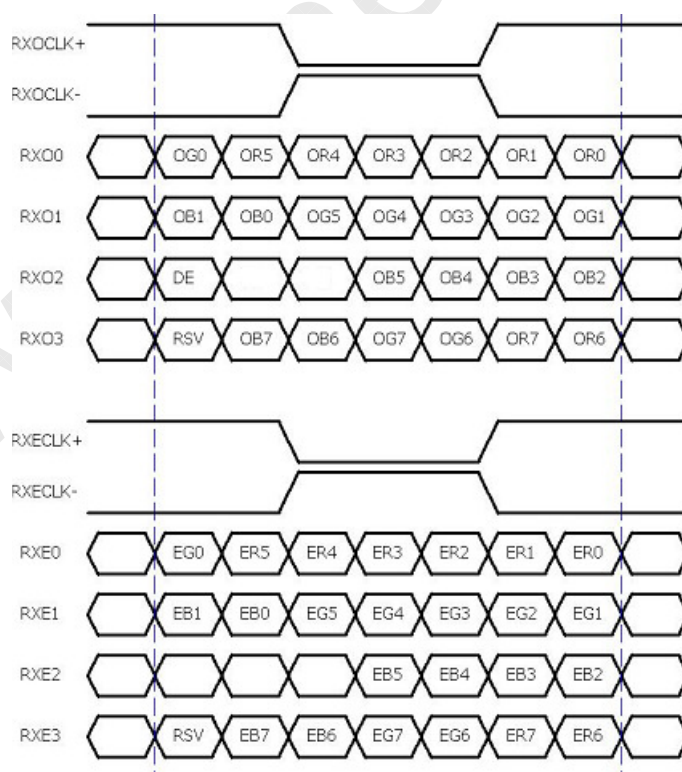 RXOCLK+
RXOCLK-
RXO0 OG0 OR5 OR4 OR3 OR2 OR1 OR0
RXO1 OB1 OB0 OG5 OG4 OG3 OG2 OG1
RXO2 DE OB5 OB4 OB3 OB2
RXO3 RSV OB7 OB6 OG7 OG6 OR7 OR6
RXECLK+
RXECLK-
RXE0 EG0 ER5 ER4 ER3 ER2 ER1 ER0
RXE1 EB1 EB0 EG5 EG4 EG3 EG2 EG1
RXE2 EB5 EB4 EB3 EB2
RXE3 RSV EB7 EB6 EG7 EG6 ER7 ER6